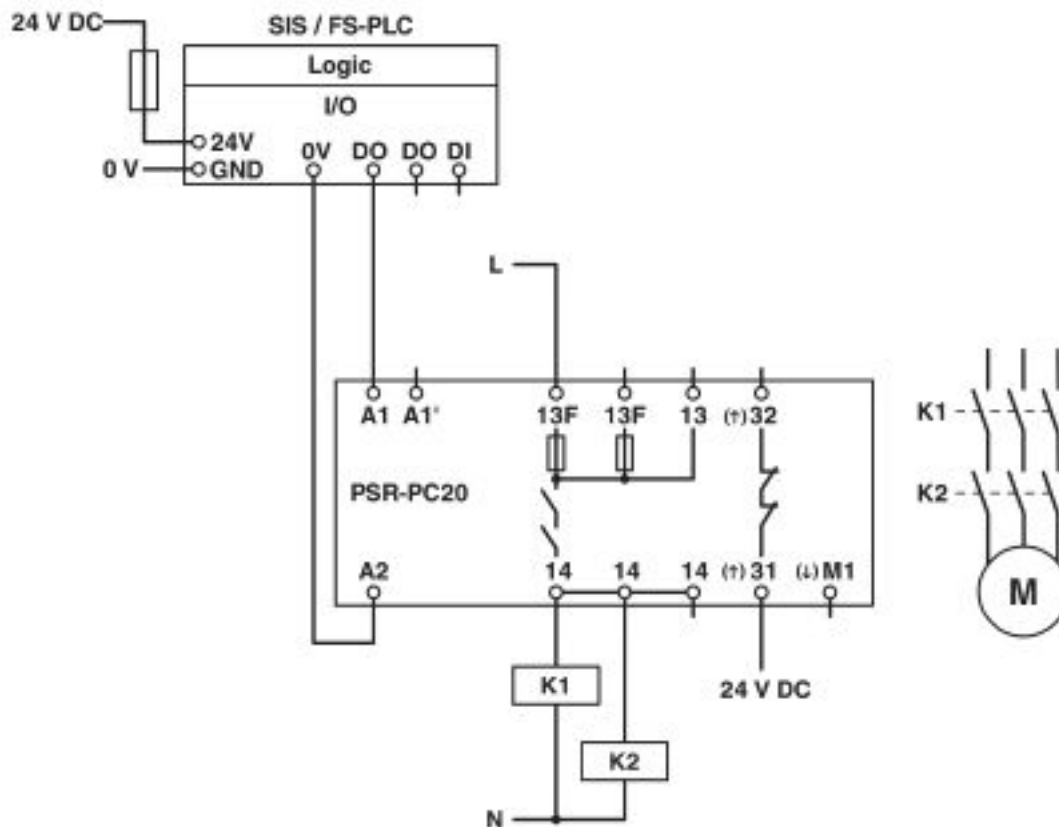 24 V DC
SIS / FS-PLC
Logic
I/O
24V
0V DO DO DI
0 V GND
L
A1 A1' 13F 13F 13 (↑) 32
K1
PSR-PC20
K2
A2 14 14 14 (↑) 31 (↓) M1
M
K1
24 V DC
K2
N